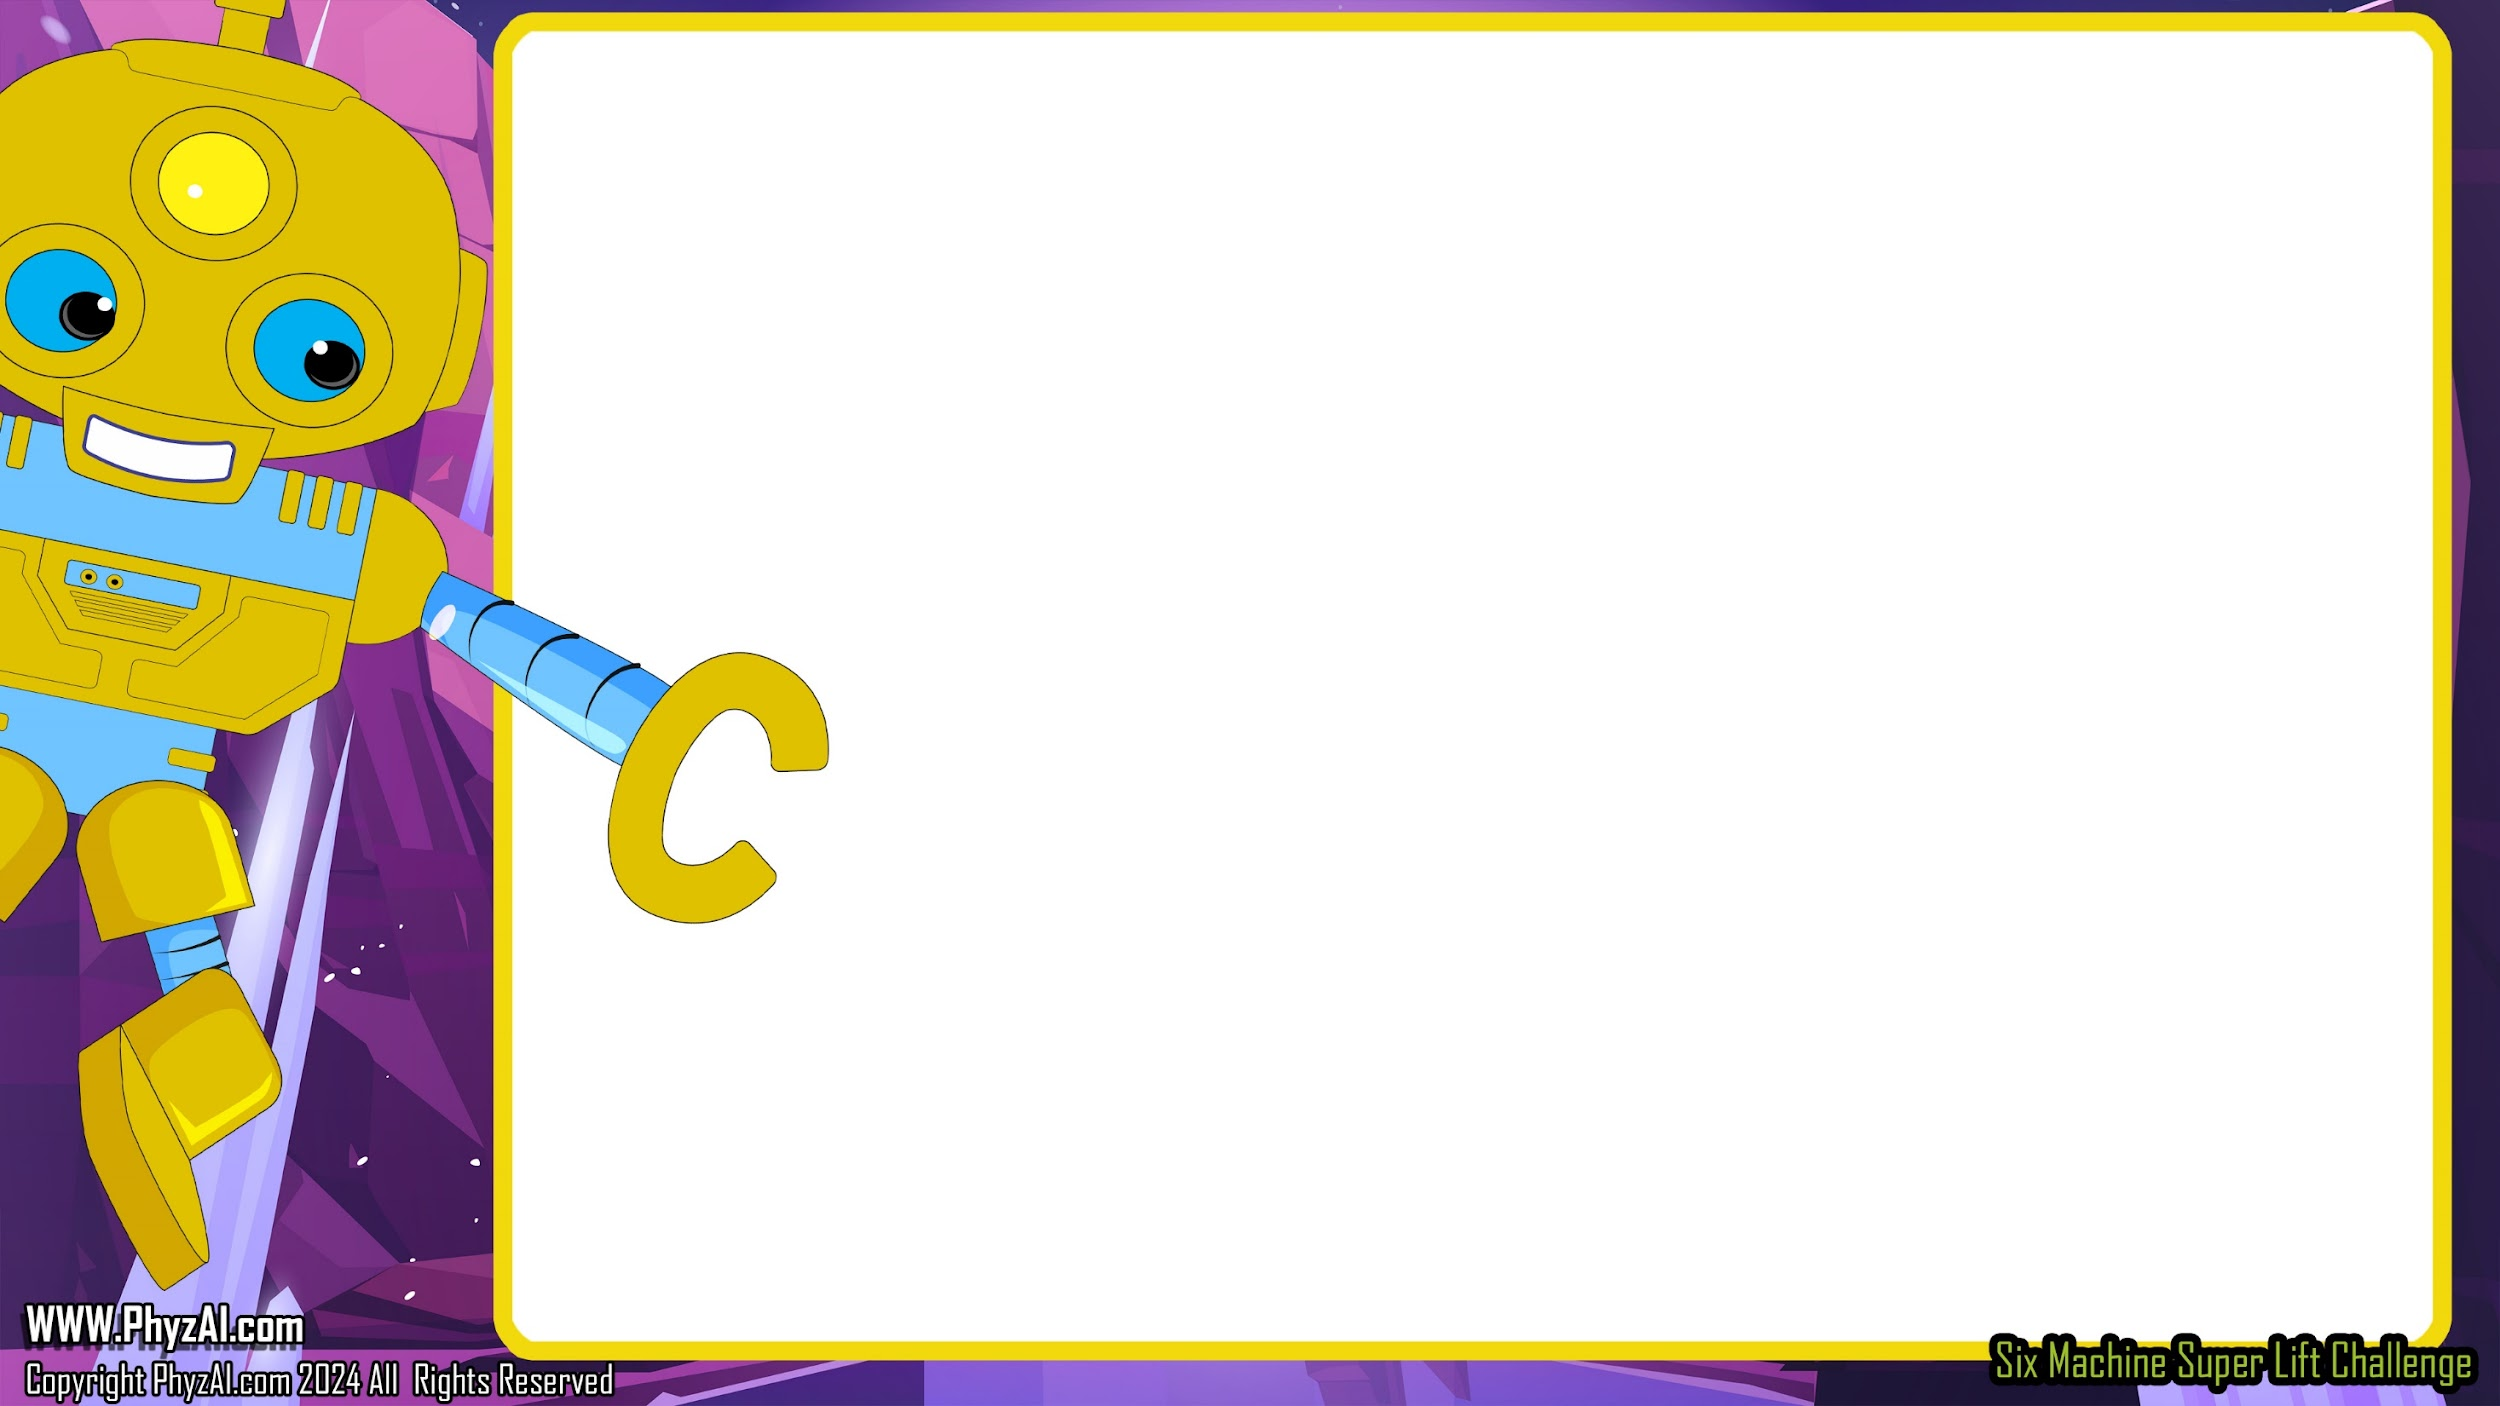 WWW.PhyzAI.com
Copyright PhyzAI.com 2024 All Rights Reserved
Six Machine Super Lift Challenge